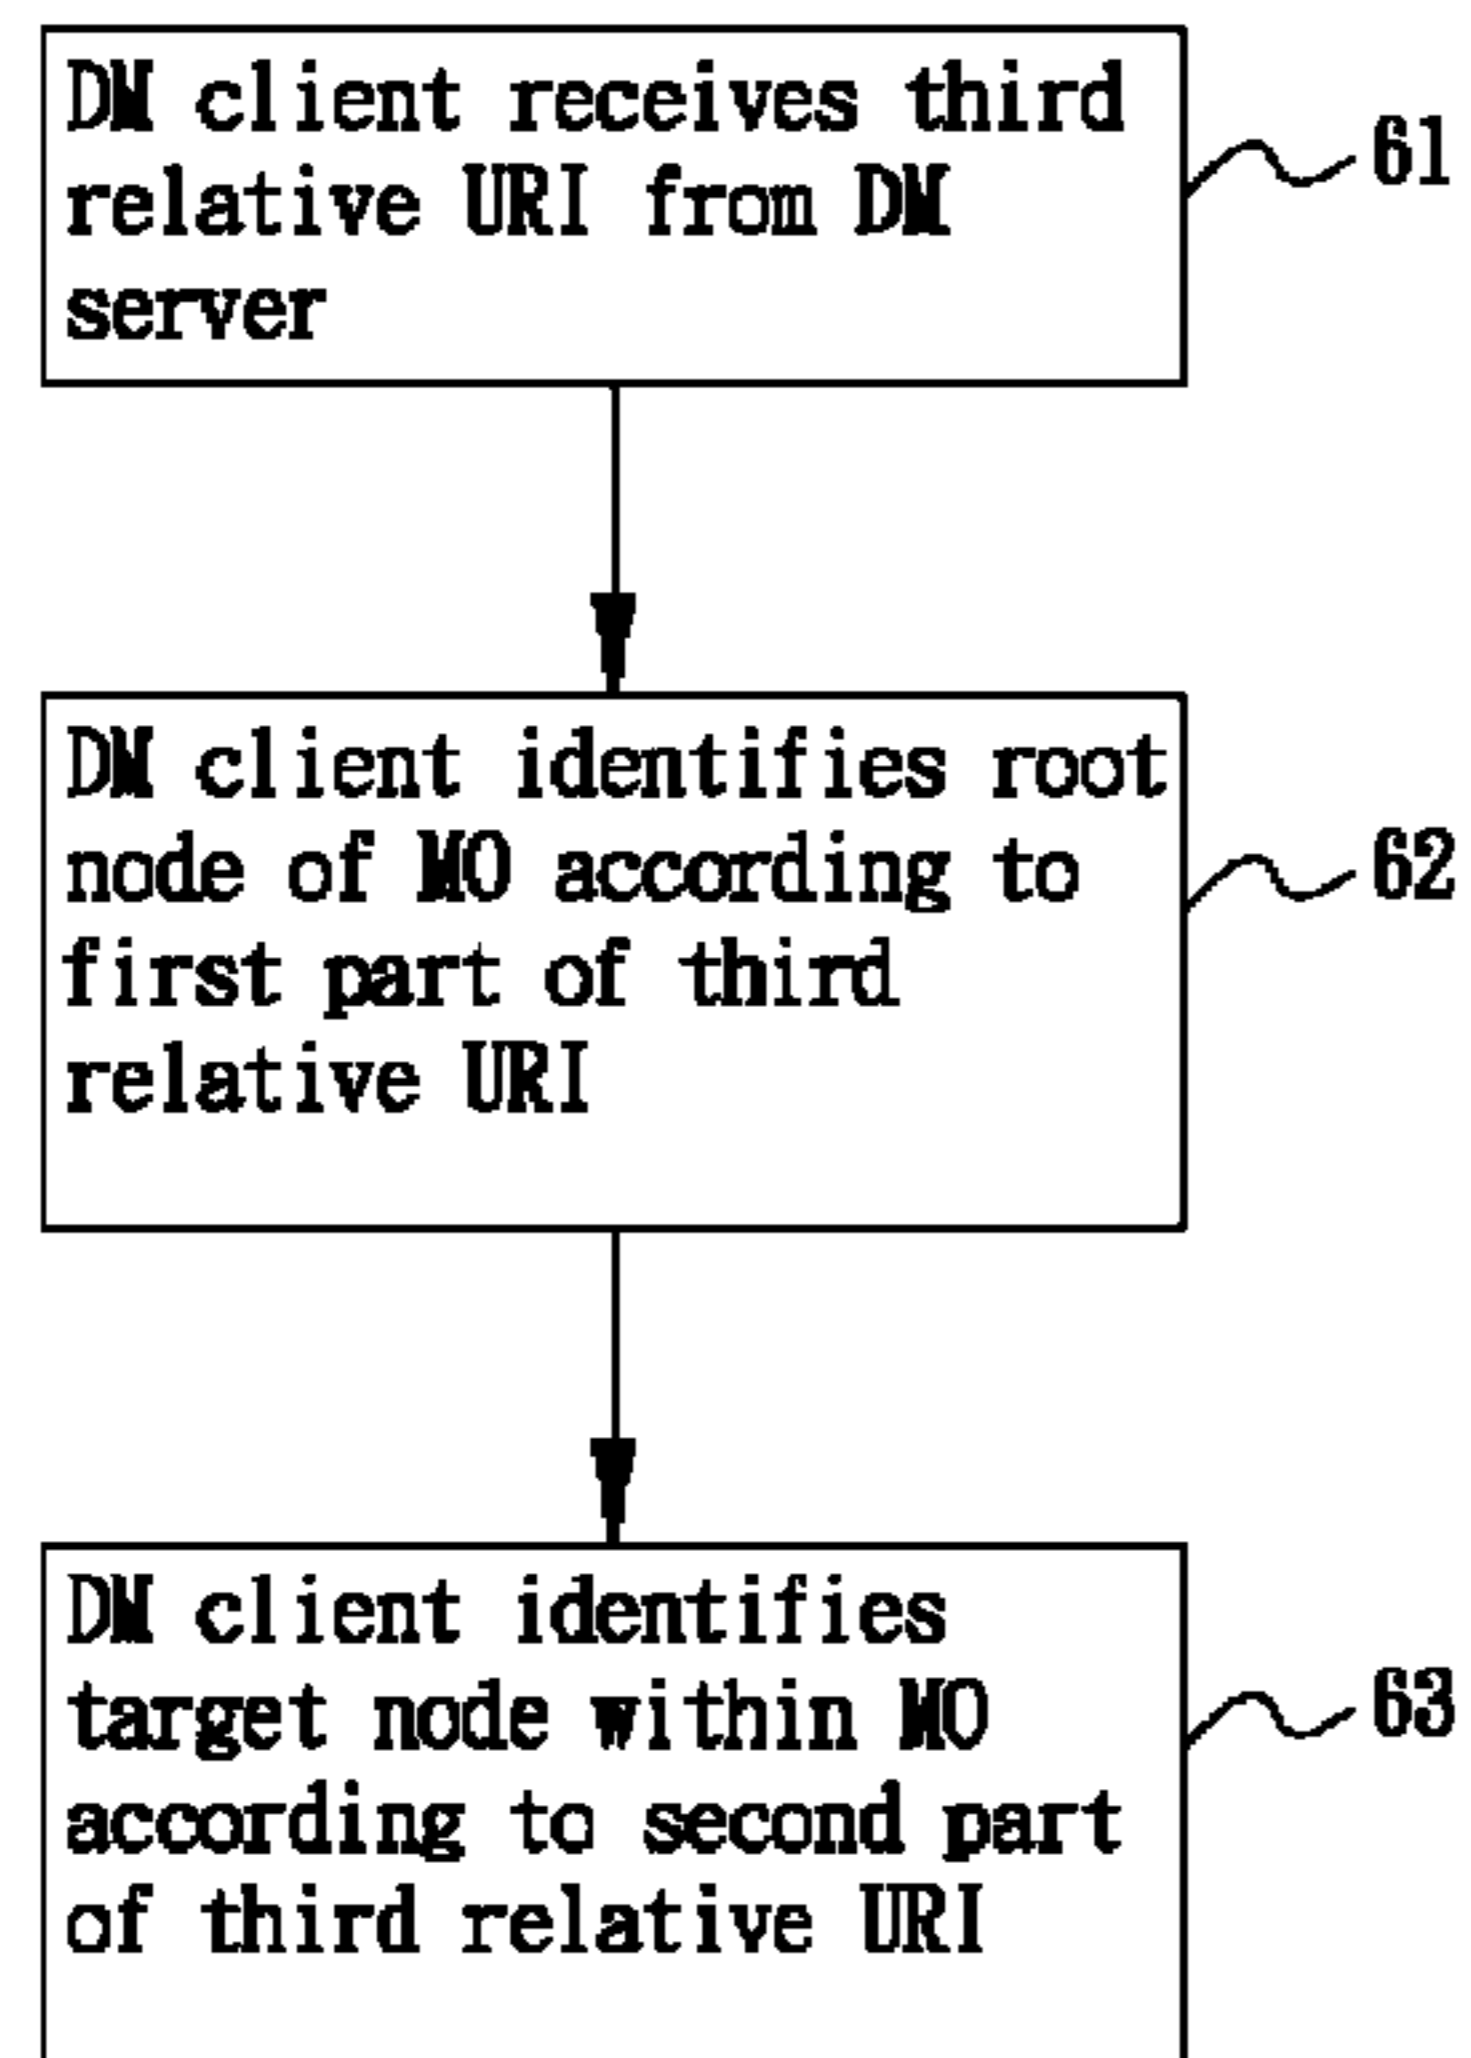 DM client receives third
relative URI from DM
server
61
DM client identifies root
node of MO according to
first part of third
relative URI
62
DM client identifies
target node within MO
according to second part
of third relative URI
63